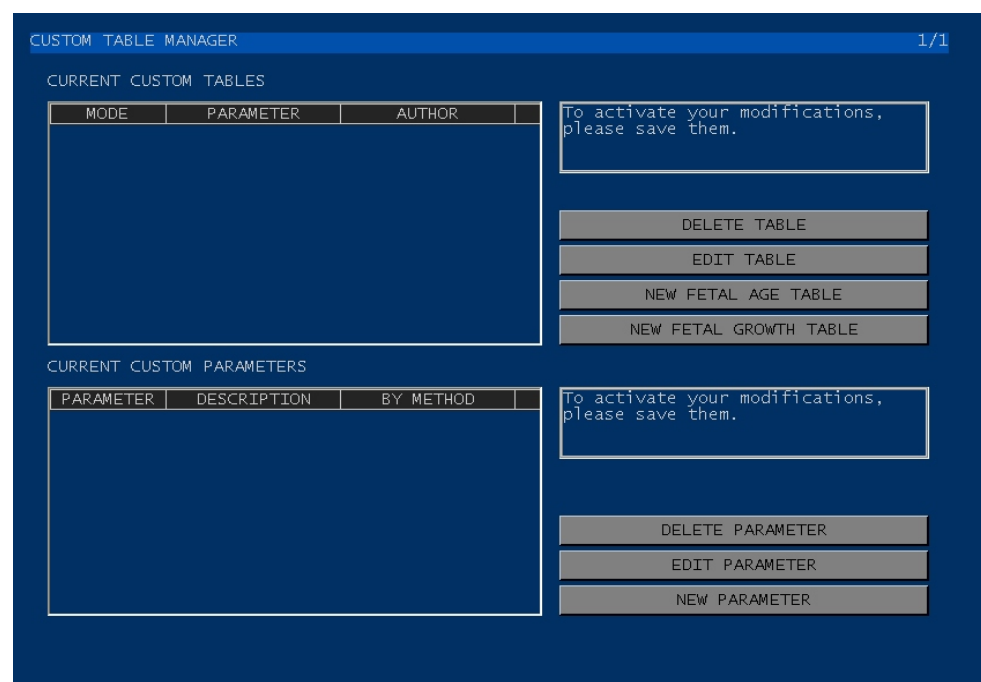 CUSTOM TABLE MANAGER 1/1
CURRENT CUSTOM TABLES
MODE PARAMETER AUTHOR
To activate your modifications,
please save them.
DELETE TABLE
EDIT TABLE
NEW FETAL AGE TABLE
NEW FETAL GROWTH TABLE
CURRENT CUSTOM PARAMETERS
PARAMETER DESCRIPTION BY METHOD
To activate your modifications,
please save them.
DELETE PARAMETER
EDIT PARAMETER
NEW PARAMETER